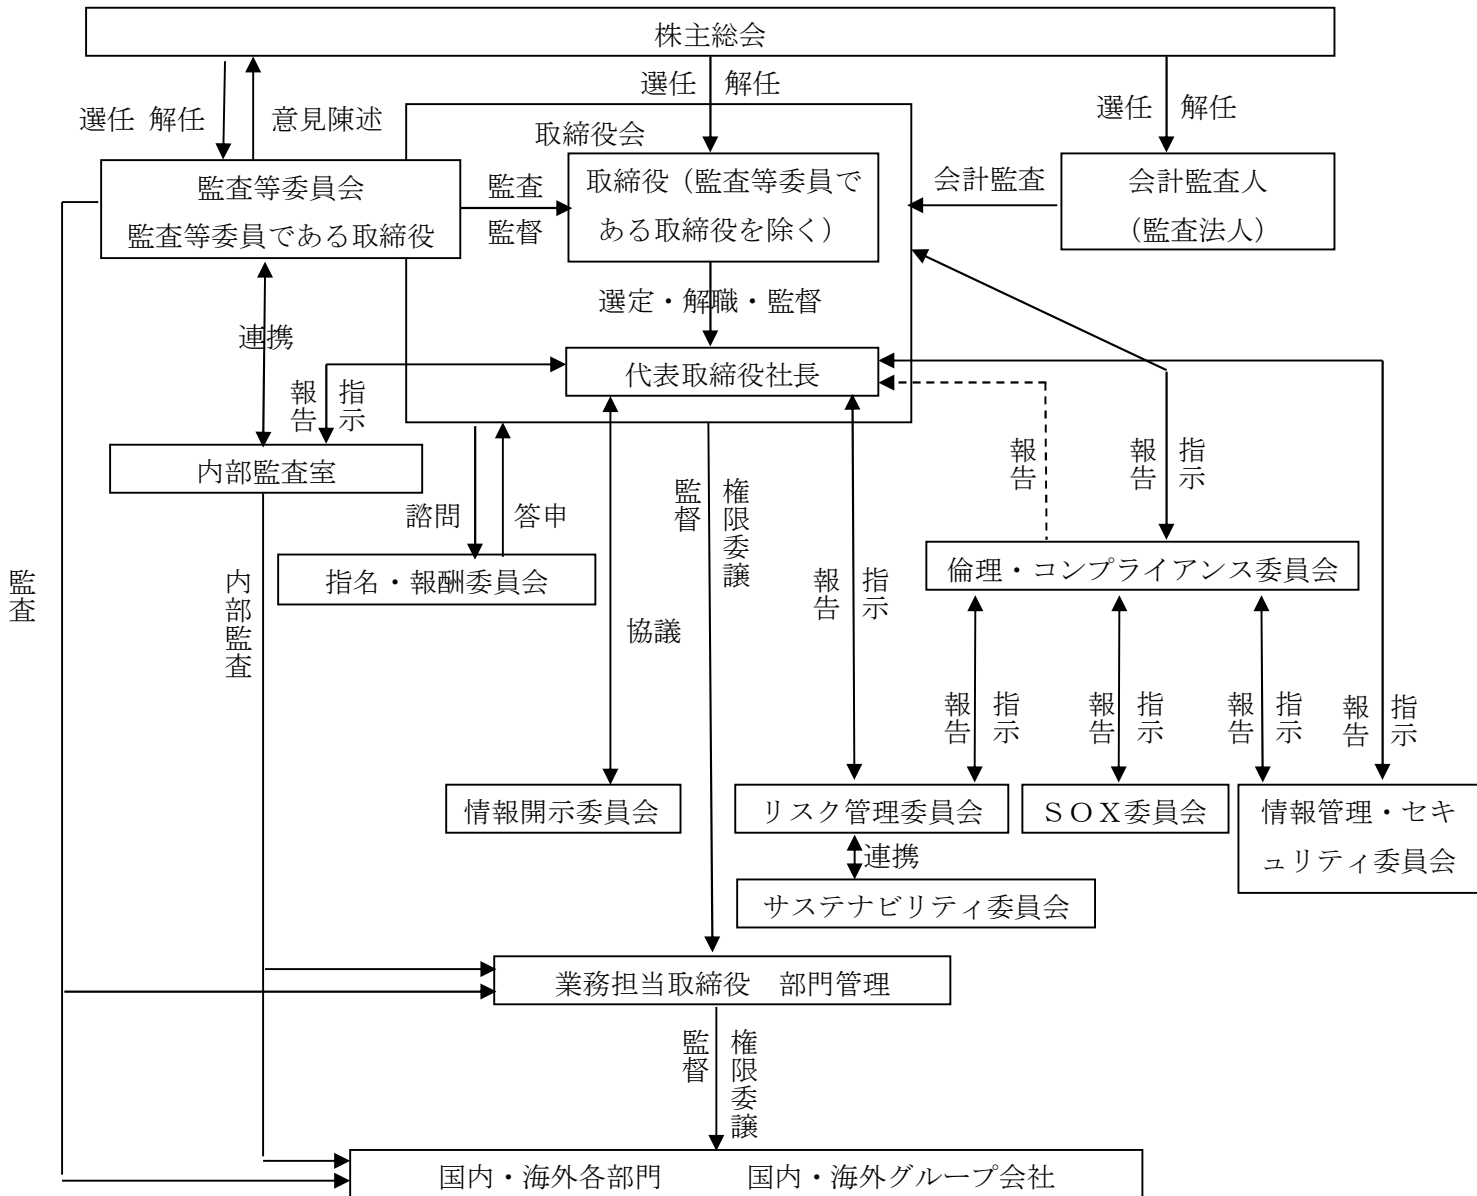 株主総会
選任 解任
意見陳述
選任 解任
選任 解任
取締役会
監査等委員会
監査等委員である取締役
監査
監督
取締役（監査等委員で
ある取締役を除く）
会計監査
会計監査人
（監査法人）
選定・解職・監督
連携
代表取締役社長
報告
指示
内部監査室
諮問
答申
監督
権限委譲
報告
報告
指示
指名・報酬委員会
倫理・コンプライアンス委員会
監査
内部監査
協議
報告
指示
報告
指示
報告
指示
報告
指示
報告
指示
情報開示委員会
リスク管理委員会
ＳＯＸ委員会
情報管理・セキ
ュリティ委員会
連携
サステナビリティ委員会
業務担当取締役　部門管理
監督
権限委譲
国内・海外各部門　　　国内・海外グループ会社